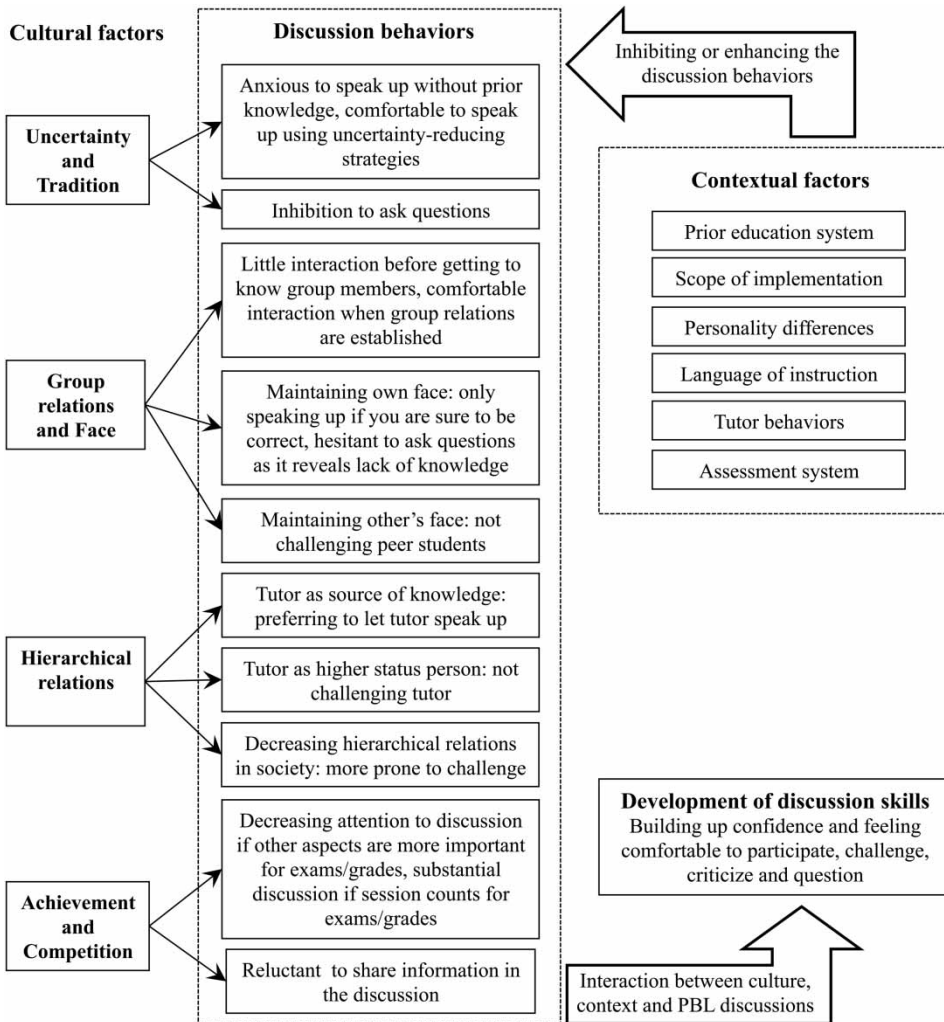 Cultural factors
Discussion behaviors
Uncertainty
and
Tradition
Anxious to speak up without prior
knowledge, comfortable to speak
up using uncertainty-reducing
strategies
Inhibition to ask questions
Group
relations
and Face
Little interaction before getting to
know group members, comfortable
interaction when group relations
are established
Maintaining own face: only
speaking up if you are sure to be
correct, hesitant to ask questions
as it reveals lack of knowledge
Maintaining other’s face: not
challenging peer students
Hierarchical
relations
Tutor as source of knowledge:
preferring to let tutor speak up
Tutor as higher status person: not
challenging tutor
Decreasing hierarchical relations
in society: more prone to challenge
Achievement
and
Competition
Decreasing attention to discussion
if other aspects are more important
for exams/grades, substantial
discussion if session counts for
exams/grades
Reluctant to share information in
the discussion
Inhibiting or enhancing the
discussion behaviors
Contextual factors
Prior education system
Scope of implementation
Personality differences
Language of instruction
Tutor behaviors
Assessment system
Development of discussion skills
Building up confidence and feeling
comfortable to participate, challenge,
criticize and question
Interaction between culture,
context and PBL discussions